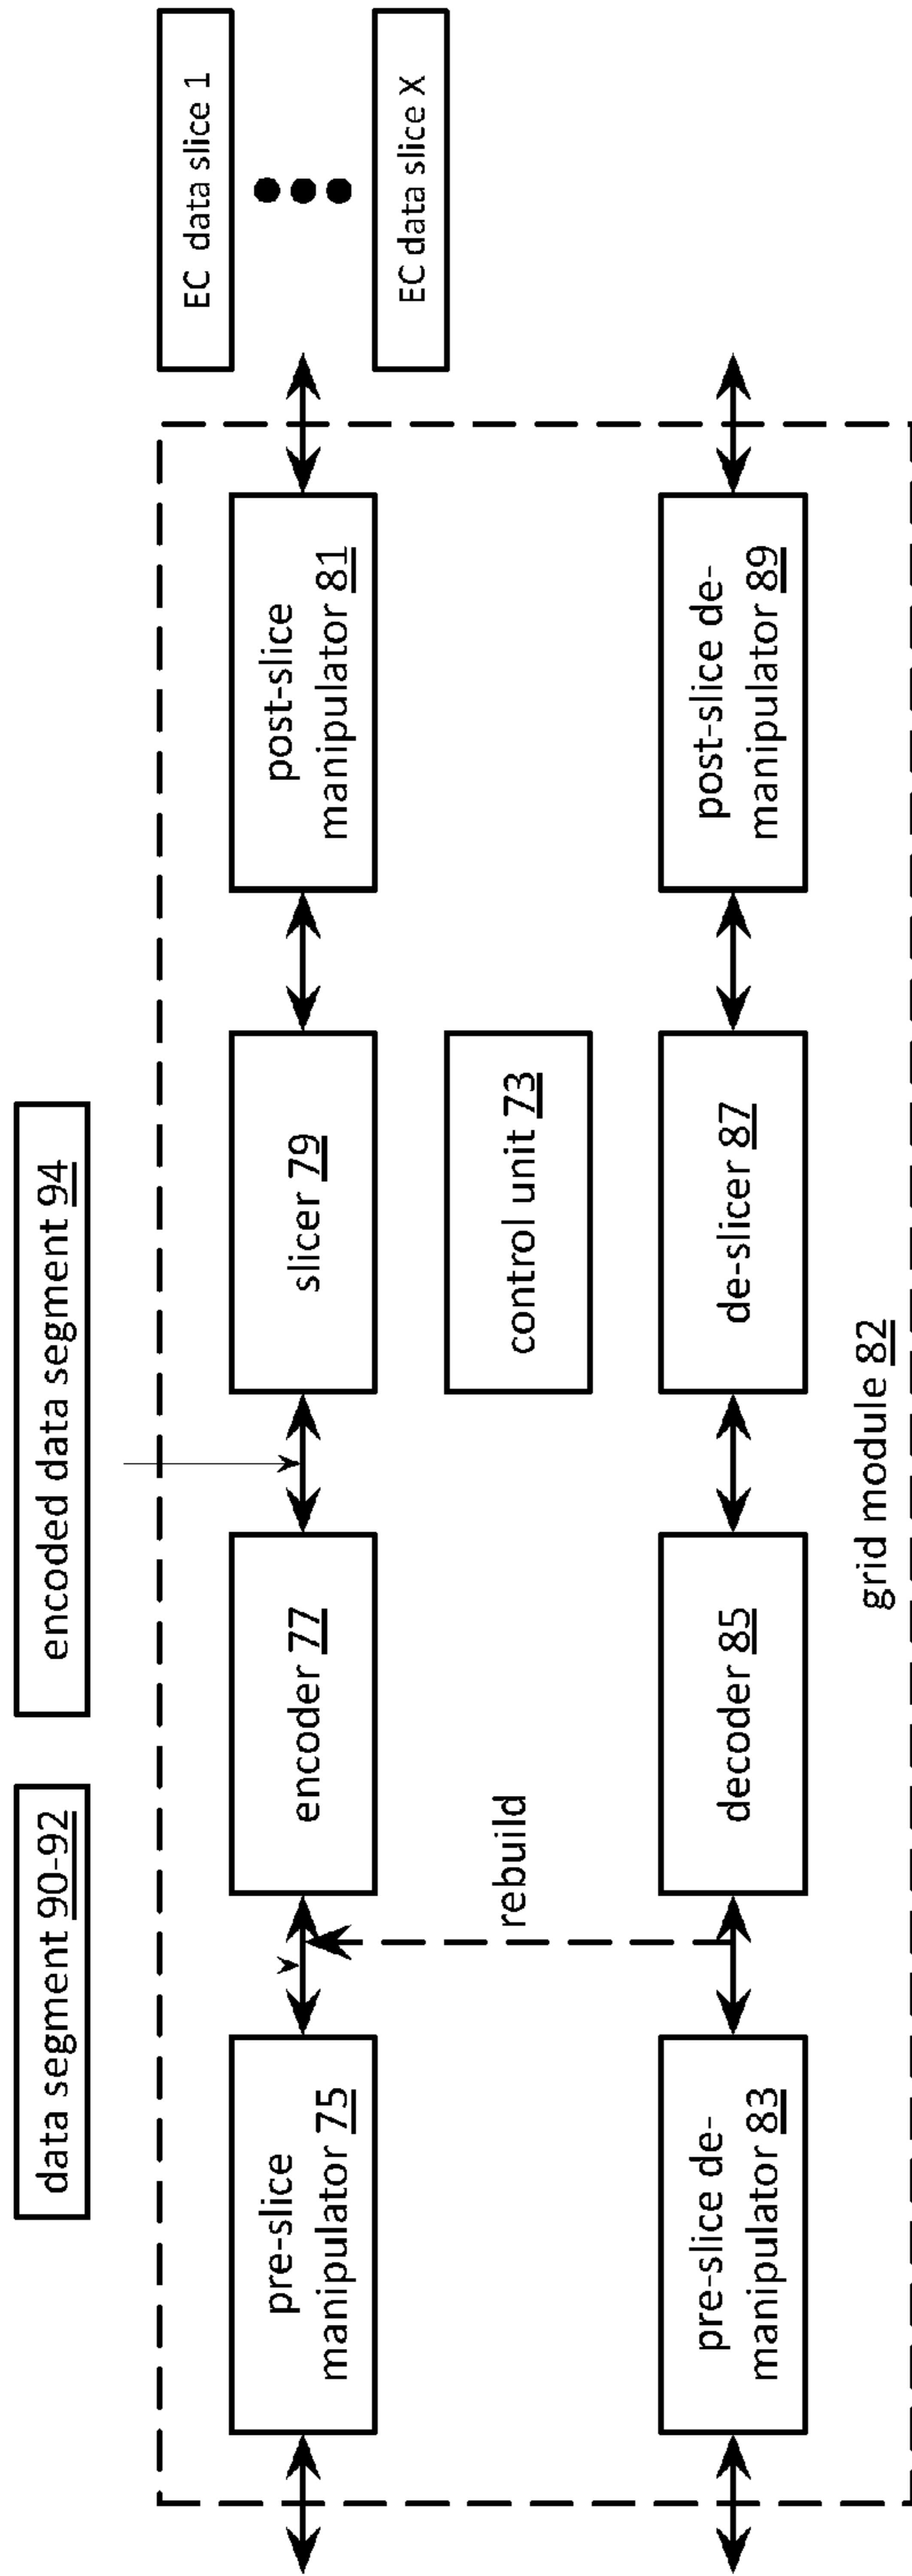 data segment 90-92
encoded data segment 94
EC data slice 1
EC data slice X
pre-slice
manipulator 75
encoder 77
slicer 79
post-slice
manipulator 81
rebuild
control unit 73
pre-slice de-
manipulator 83
decoder 85
de-slicer 87
post-slice de-
manipulator 89
grid module 82